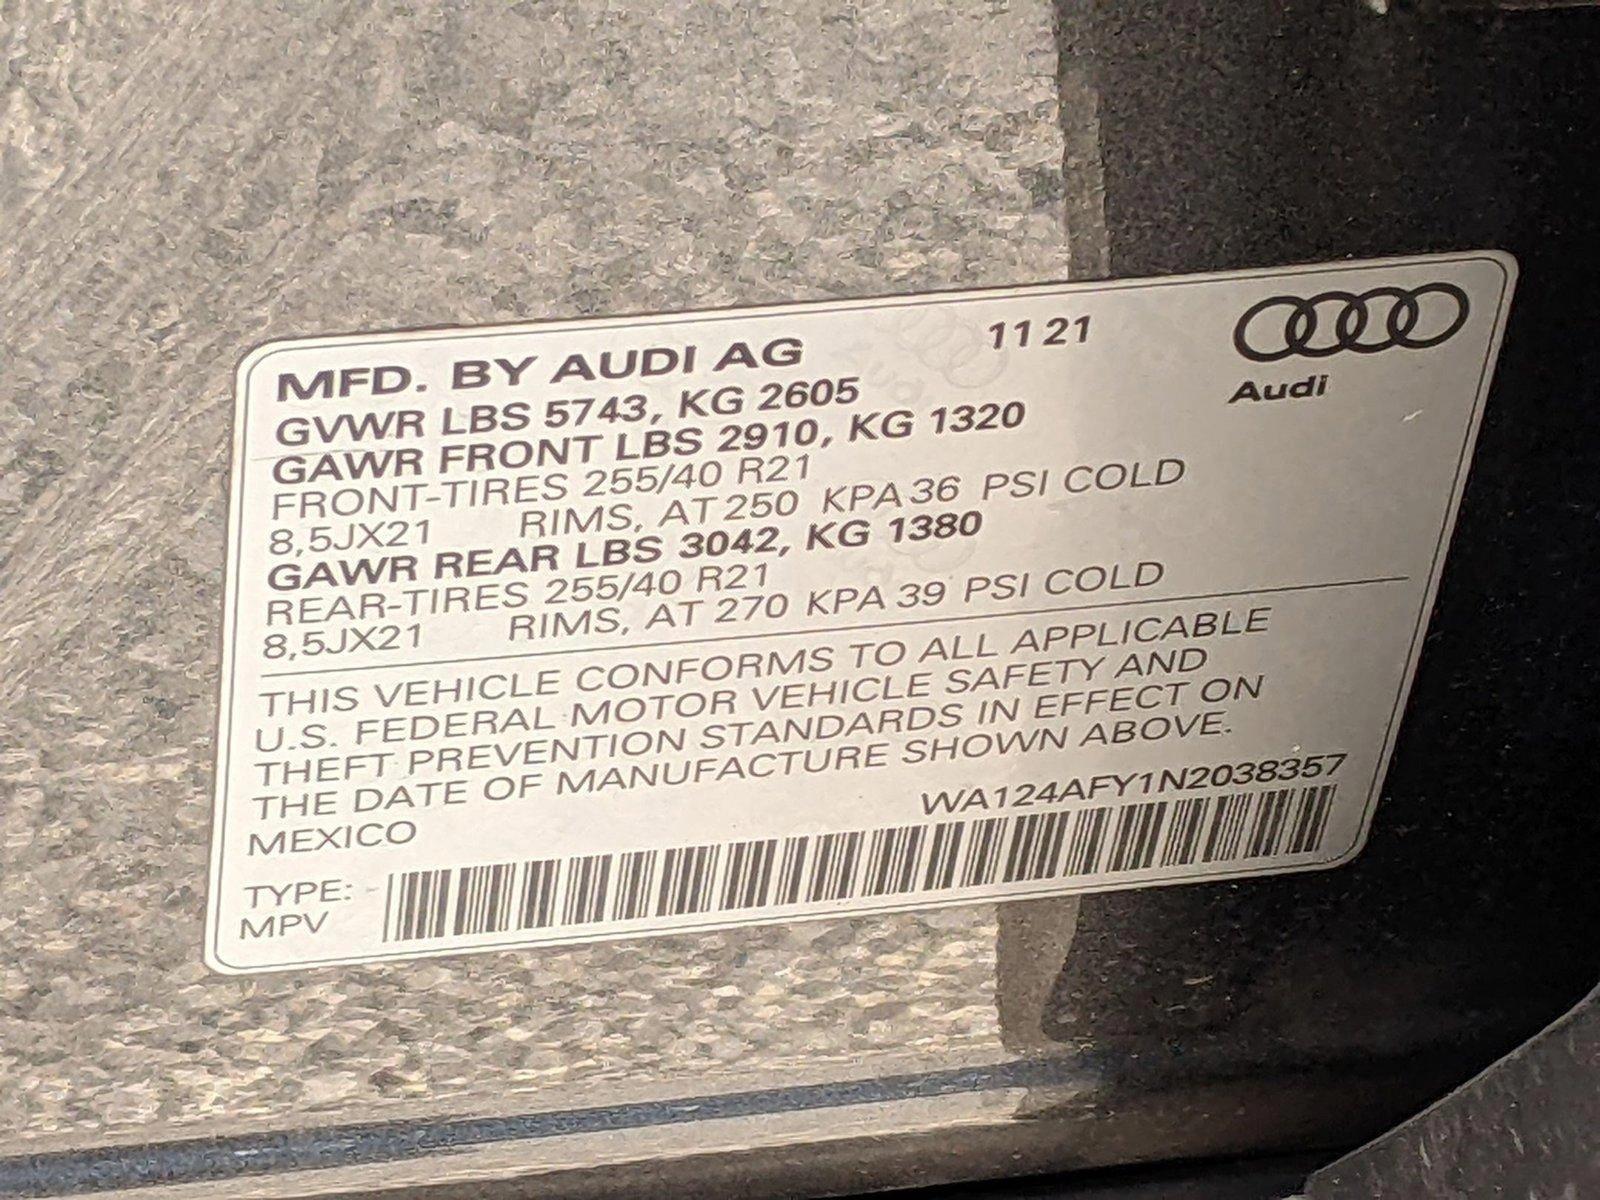 MFD. BY AUDI AG 11 21
Audi
GVWR LBS 5743, KG 2605
GAWR FRONT LBS 2910, KG 1320
FRONT-TIRES 255/40 R21
8,5JX21 RIMS, AT 250 KPA 36 PSI COLD
GAWR REAR LBS 3042, KG 1380
REAR-TIRES 255/40 R21
8,5JX21 RIMS, AT 270 KPA 39 PSI COLD
THIS VEHICLE CONFORMS TO ALL APPLICABLE
U.S. FEDERAL MOTOR VEHICLE SAFETY AND
THEFT PREVENTION STANDARDS IN EFFECT ON
THE DATE OF MANUFACTURE SHOWN ABOVE.
MEXICO WA124AFY1N2038357
TYPE:
MPV